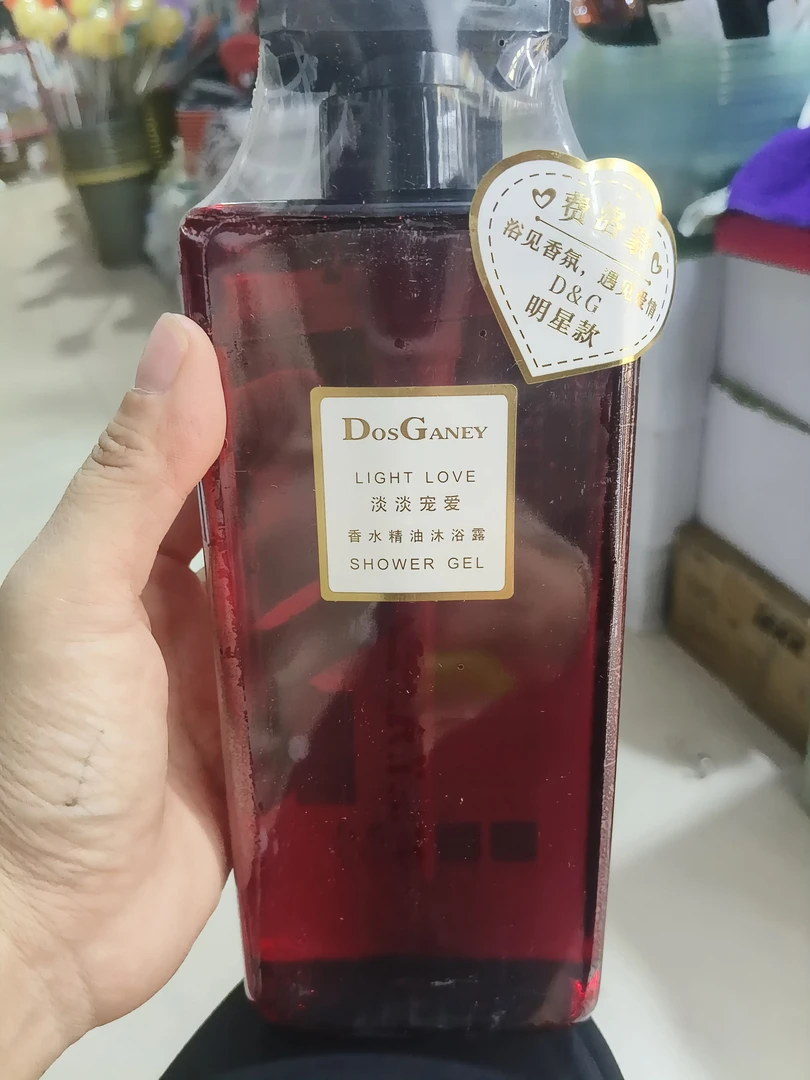 费洛蒙
浴见香氛，遇见爱情
D&G
明星款
DOSGANEY
LIGHT LOVE
淡淡宠爱
香水精油沐浴露
SHOWER GEL